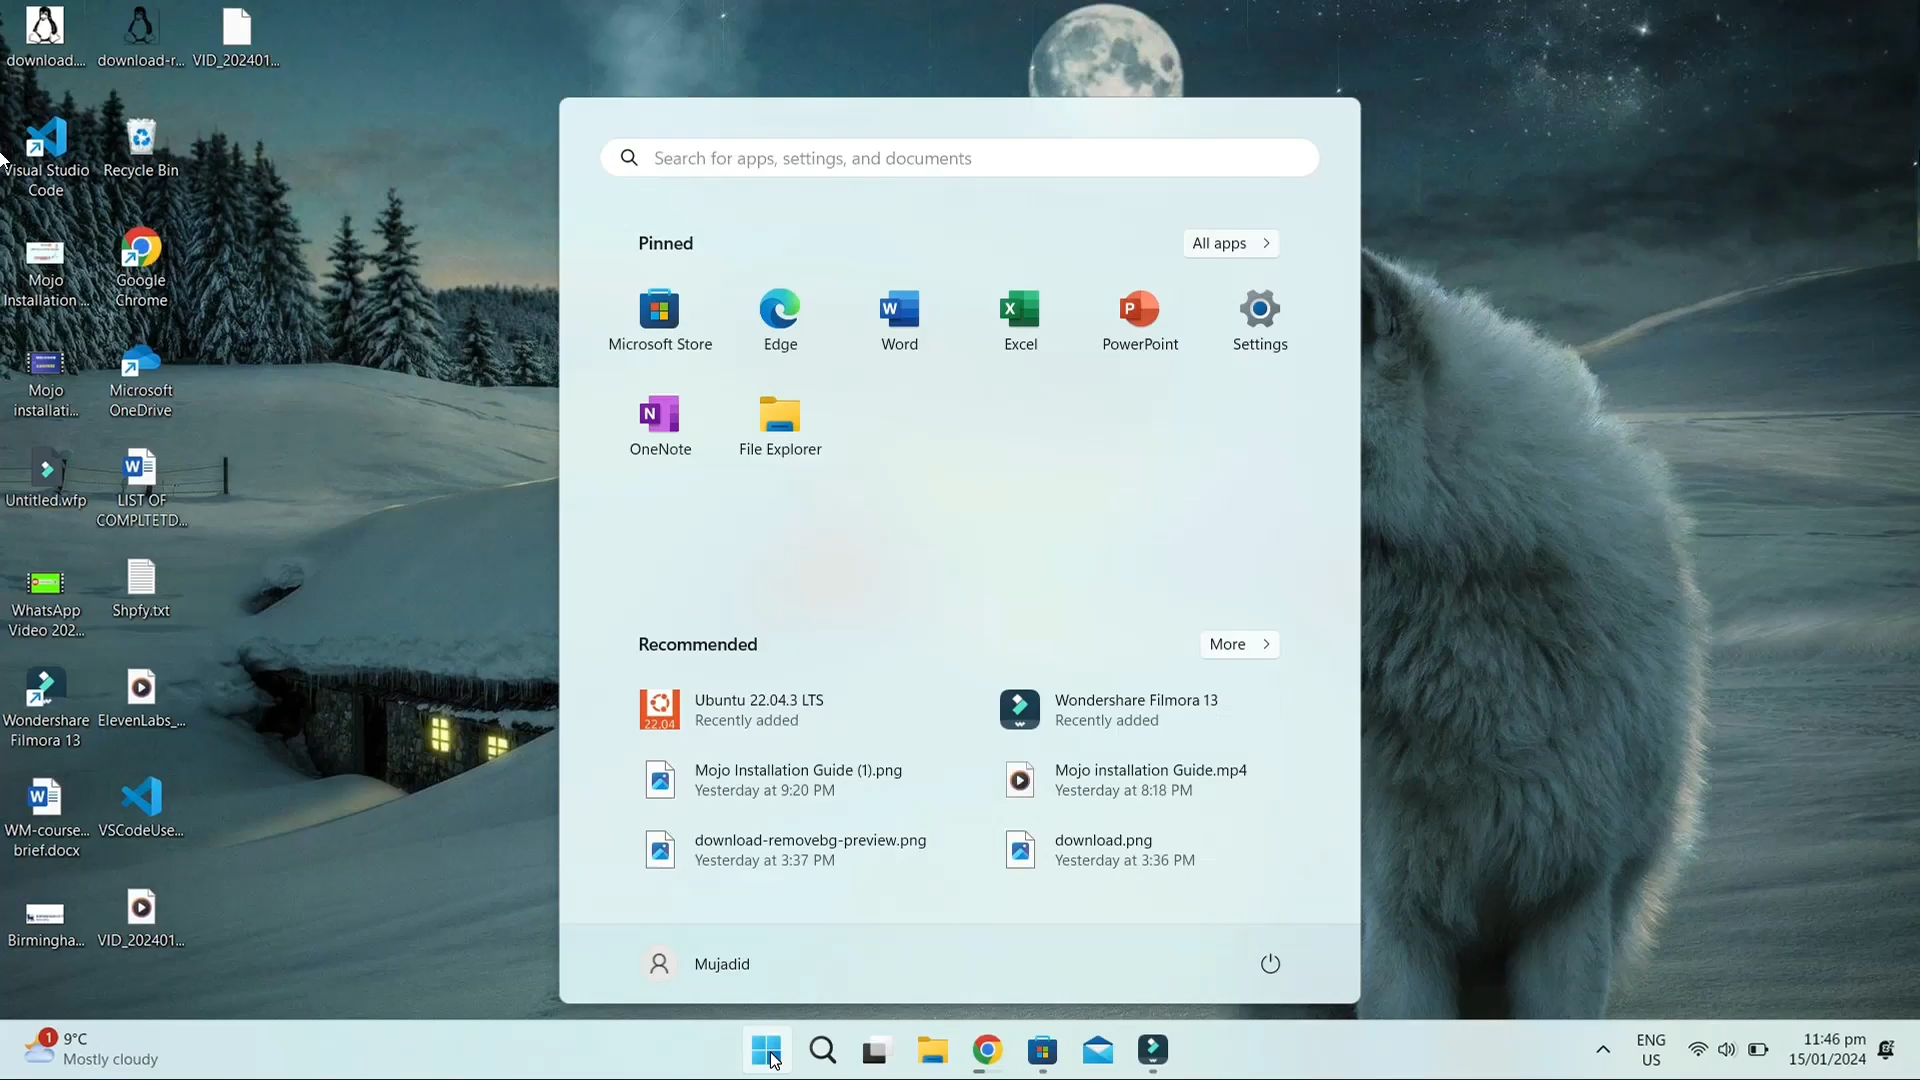 download....
download-r...
VID_202401...
Visual Studio
Code
Recycle Bin
Mojo
Installation ...
Google
Chrome
Mojo
installati...
Microsoft
OneDrive
Untitled.wfp
LIST OF
COMPLTETD...
WhatsApp
Video 202...
Shpfy.txt
Wondershare
Filmora 13
ElevenLabs_...
WM-course...
brief.docx
VSCodeUse...
Birmingha...
VID_202401...
Search for apps, settings, and documents
Pinned
All apps
Microsoft Store
Edge
Word
Excel
PowerPoint
Settings
OneNote
File Explorer
Recommended
More
22.04
Ubuntu 22.04.3 LTS
Recently added
Wondershare Filmora 13
Recently added
Mojo Installation Guide (1).png
Yesterday at 9:20 PM
Mojo installation Guide.mp4
Yesterday at 8:18 PM
download-removebg-preview.png
Yesterday at 3:37 PM
download.png
Yesterday at 3:36 PM
Mujadid
1
9°C
Mostly cloudy
ENG
US
11:46 pm
15/01/2024